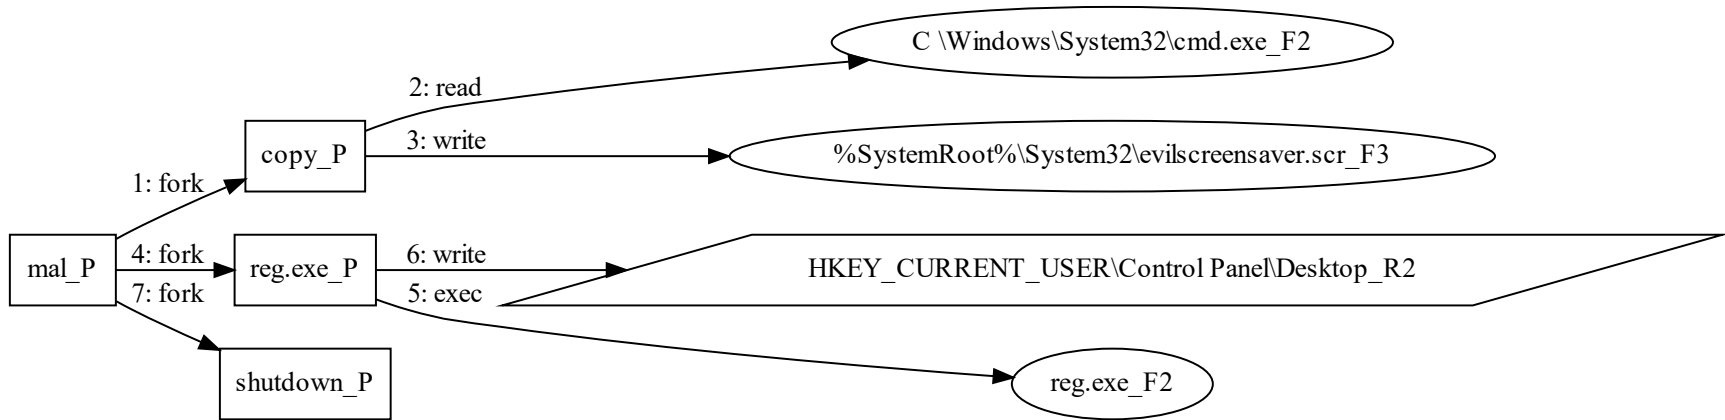 C \Windows\System32\cmd.exe_F2
2: read
3: write
copy_P
%SystemRoot%\System32\evilscreensaver.scr_F3
1: fork
4: fork
6: write
mal_P
reg.exe_P
HKEY_CURRENT_USER\Control Panel\Desktop_R2
7: fork
5: exec
shutdown_P
reg.exe_F2